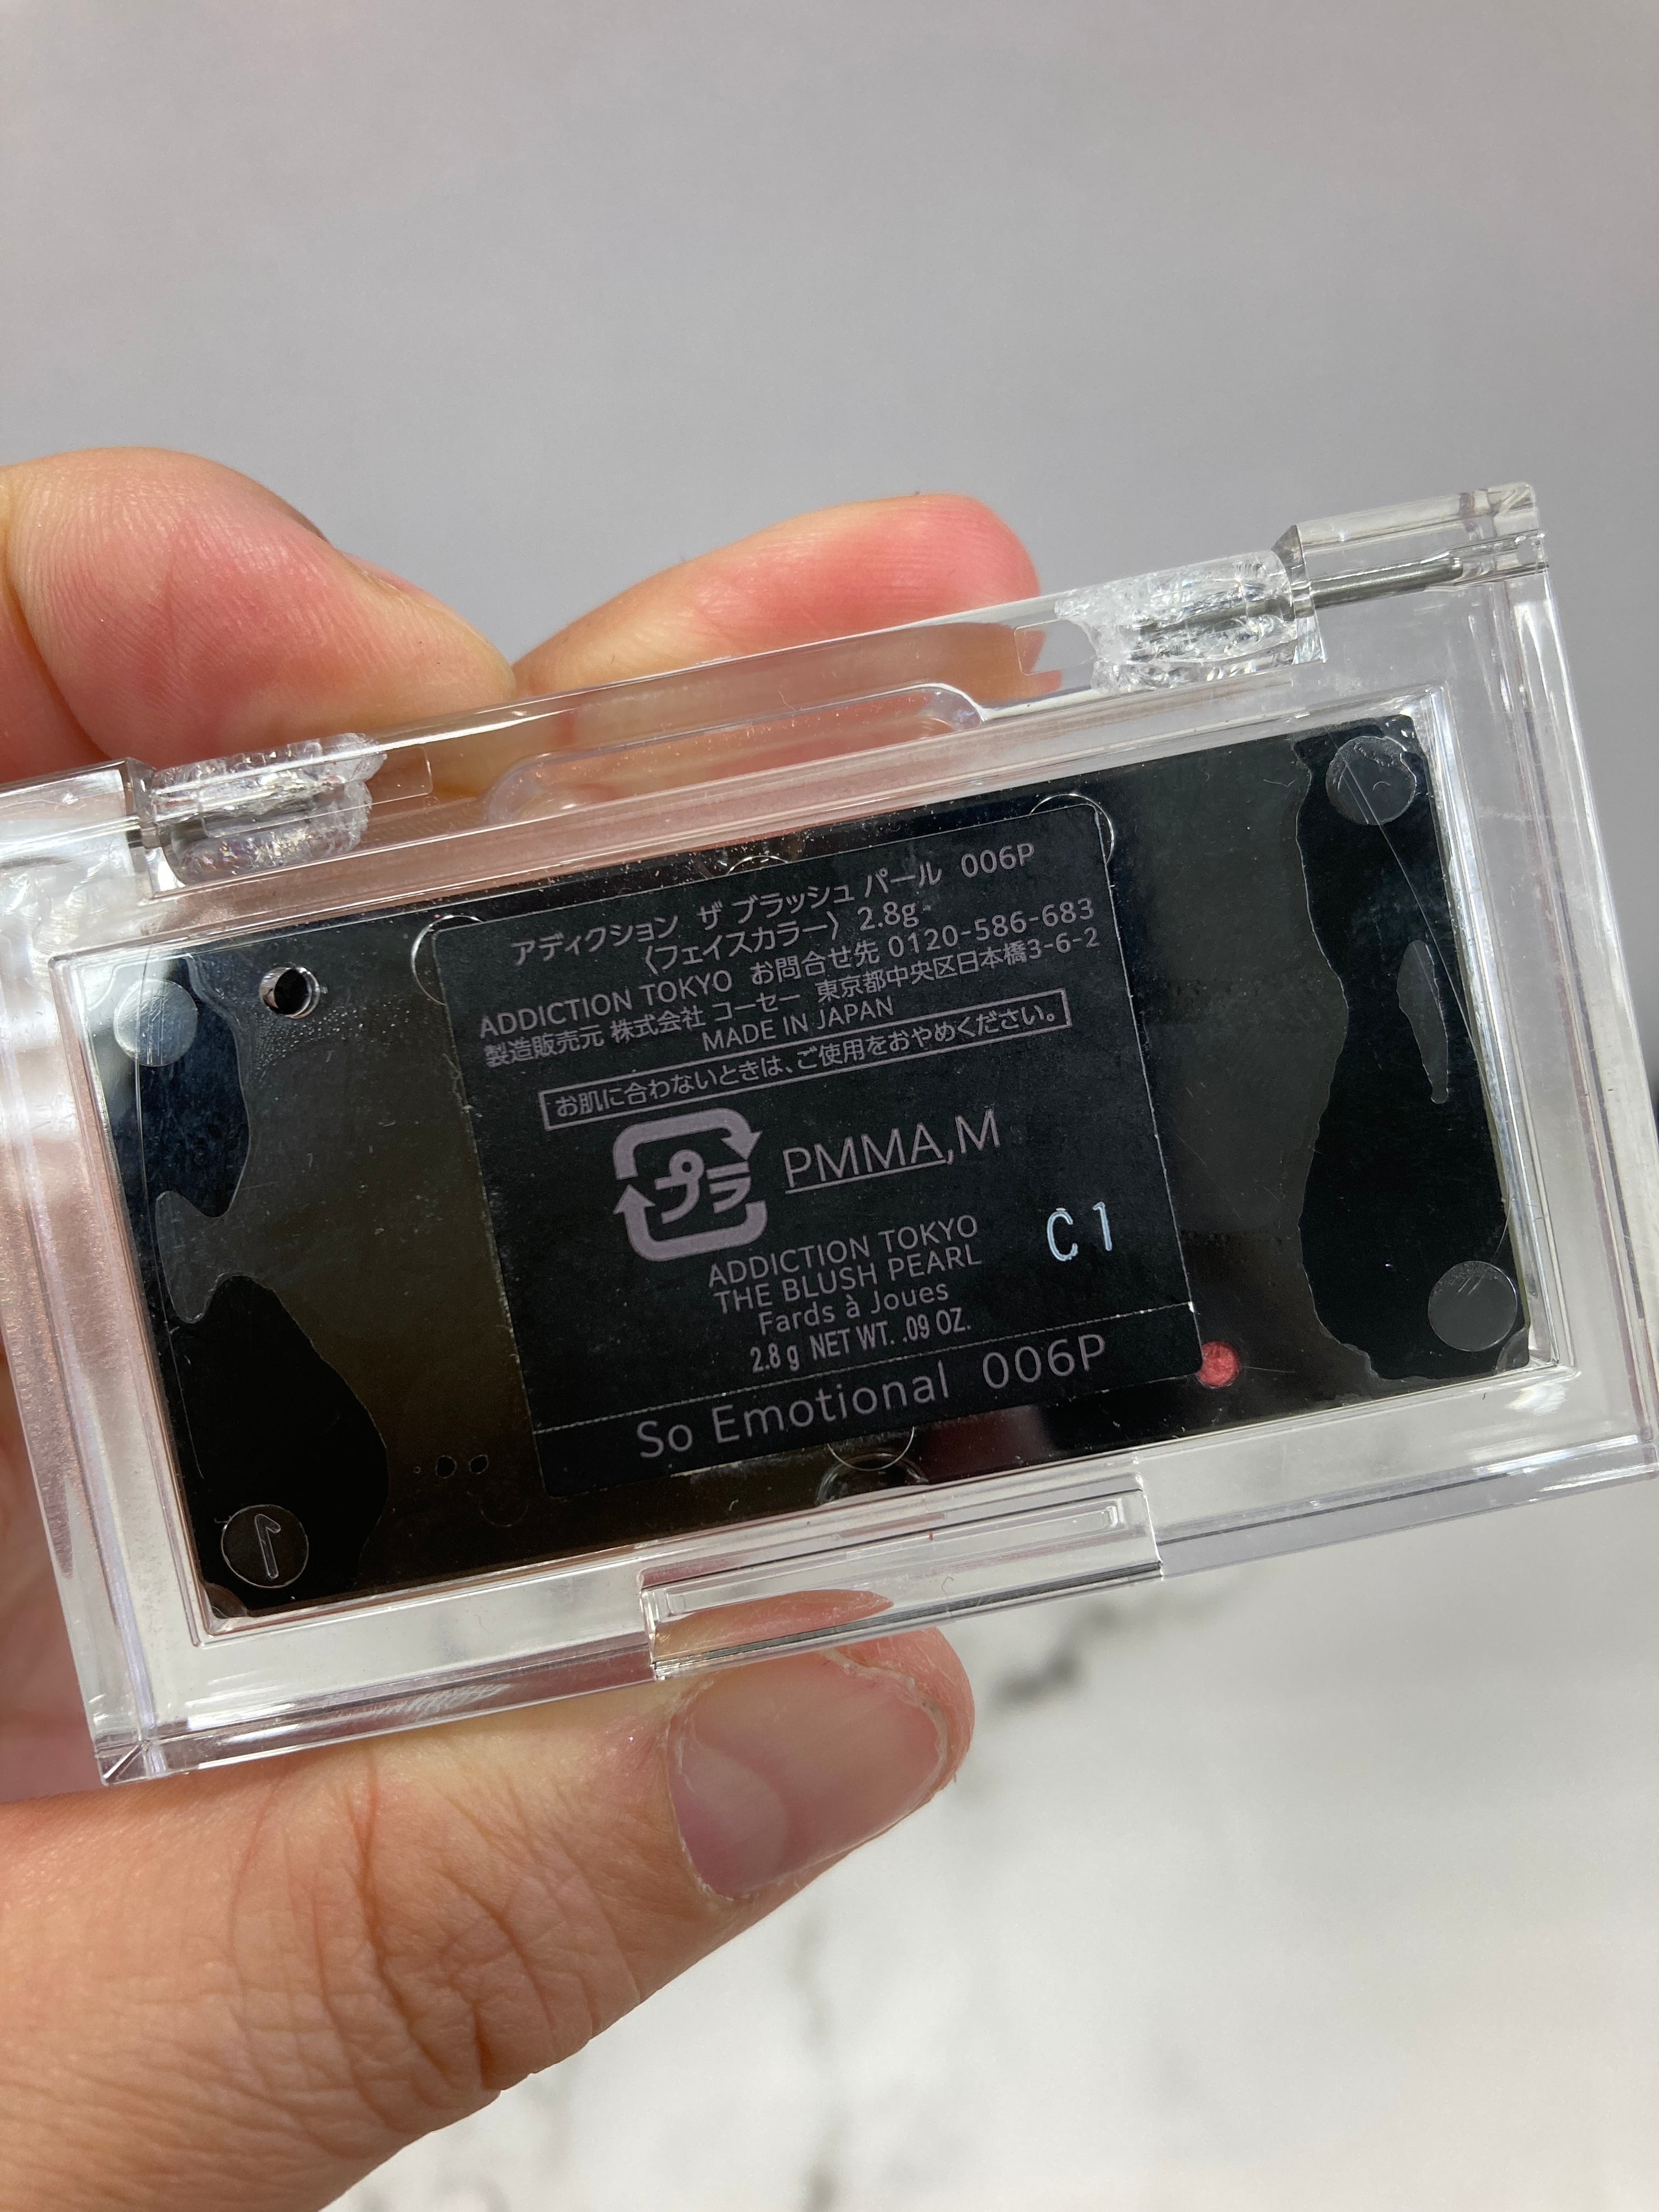 アディクション ザ ブラッシュ パール 006P
〈フェイスカラー〉 2.8g
ADDICTION TOKYO お問合せ先 0120-586-683
製造販売元 株式会社 コーセー 東京都中央区日本橋3-6-2
MADE IN JAPAN
お肌に合わないときは、ご使用をおやめください。
プラ PMMA,M
C1
ADDICTION TOKYO
THE BLUSH PEARL
Fards à Joues
2.8 g NET WT. .09 OZ.
So Emotional 006P
1